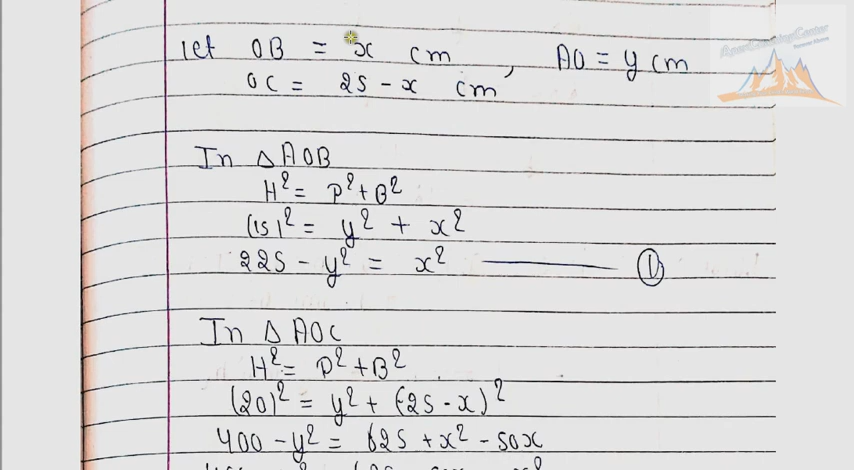 let OB = x cm , AO = y cm
OC = 25 - x cm
In △AOB
H² = P² + B²
(15)² = y² + x²
225 - y² = x² ——— ①
In △AOC
H² = P² + B²
(20)² = y² + (25 - x)²
400 - y² = 625 + x² - 50x